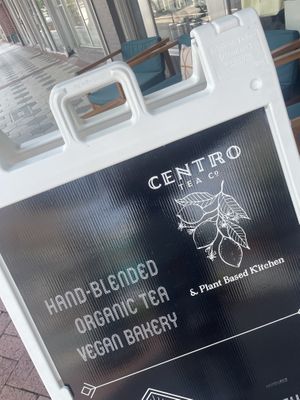 CENTRO
TEA CO
& Plant Based Kitchen
HAND-BLENDED
ORGANIC TEA
VEGAN BAKERY